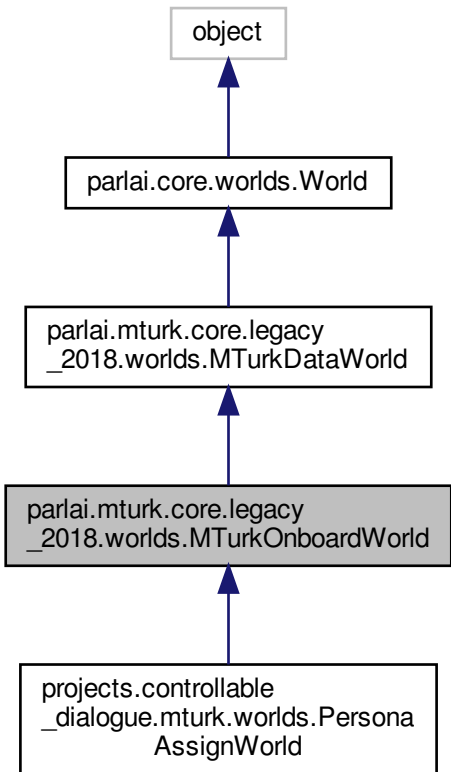 object
parlai.core.worlds.World
parlai.mturk.core.legacy
_2018.worlds.MTurkDataWorld
parlai.mturk.core.legacy
_2018.worlds.MTurkOnboardWorld
projects.controllable
_dialogue.mturk.worlds.Persona
AssignWorld